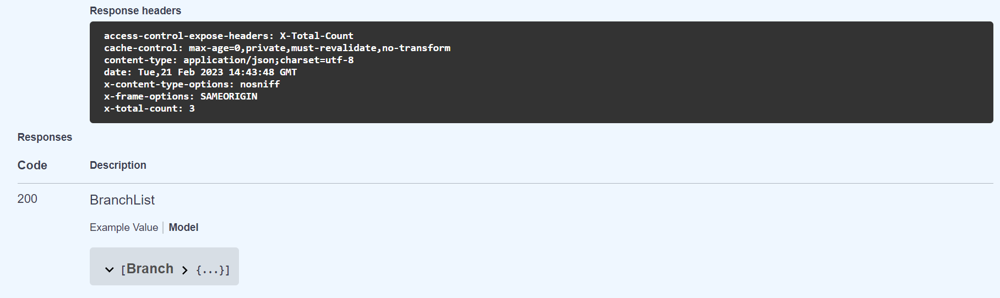 Response headers
access-control-expose-headers: X-Total-Count
cache-control: max-age=0,private,must-revalidate,no-transform
content-type: application/json;charset=utf-8
date: Tue,21 Feb 2023 14:43:48 GMT
x-content-type-options: nosniff
x-frame-options: SAMEORIGIN
x-total-count: 3
Responses
Code Description
200 BranchList
Example Value Model
[Branch {...}]